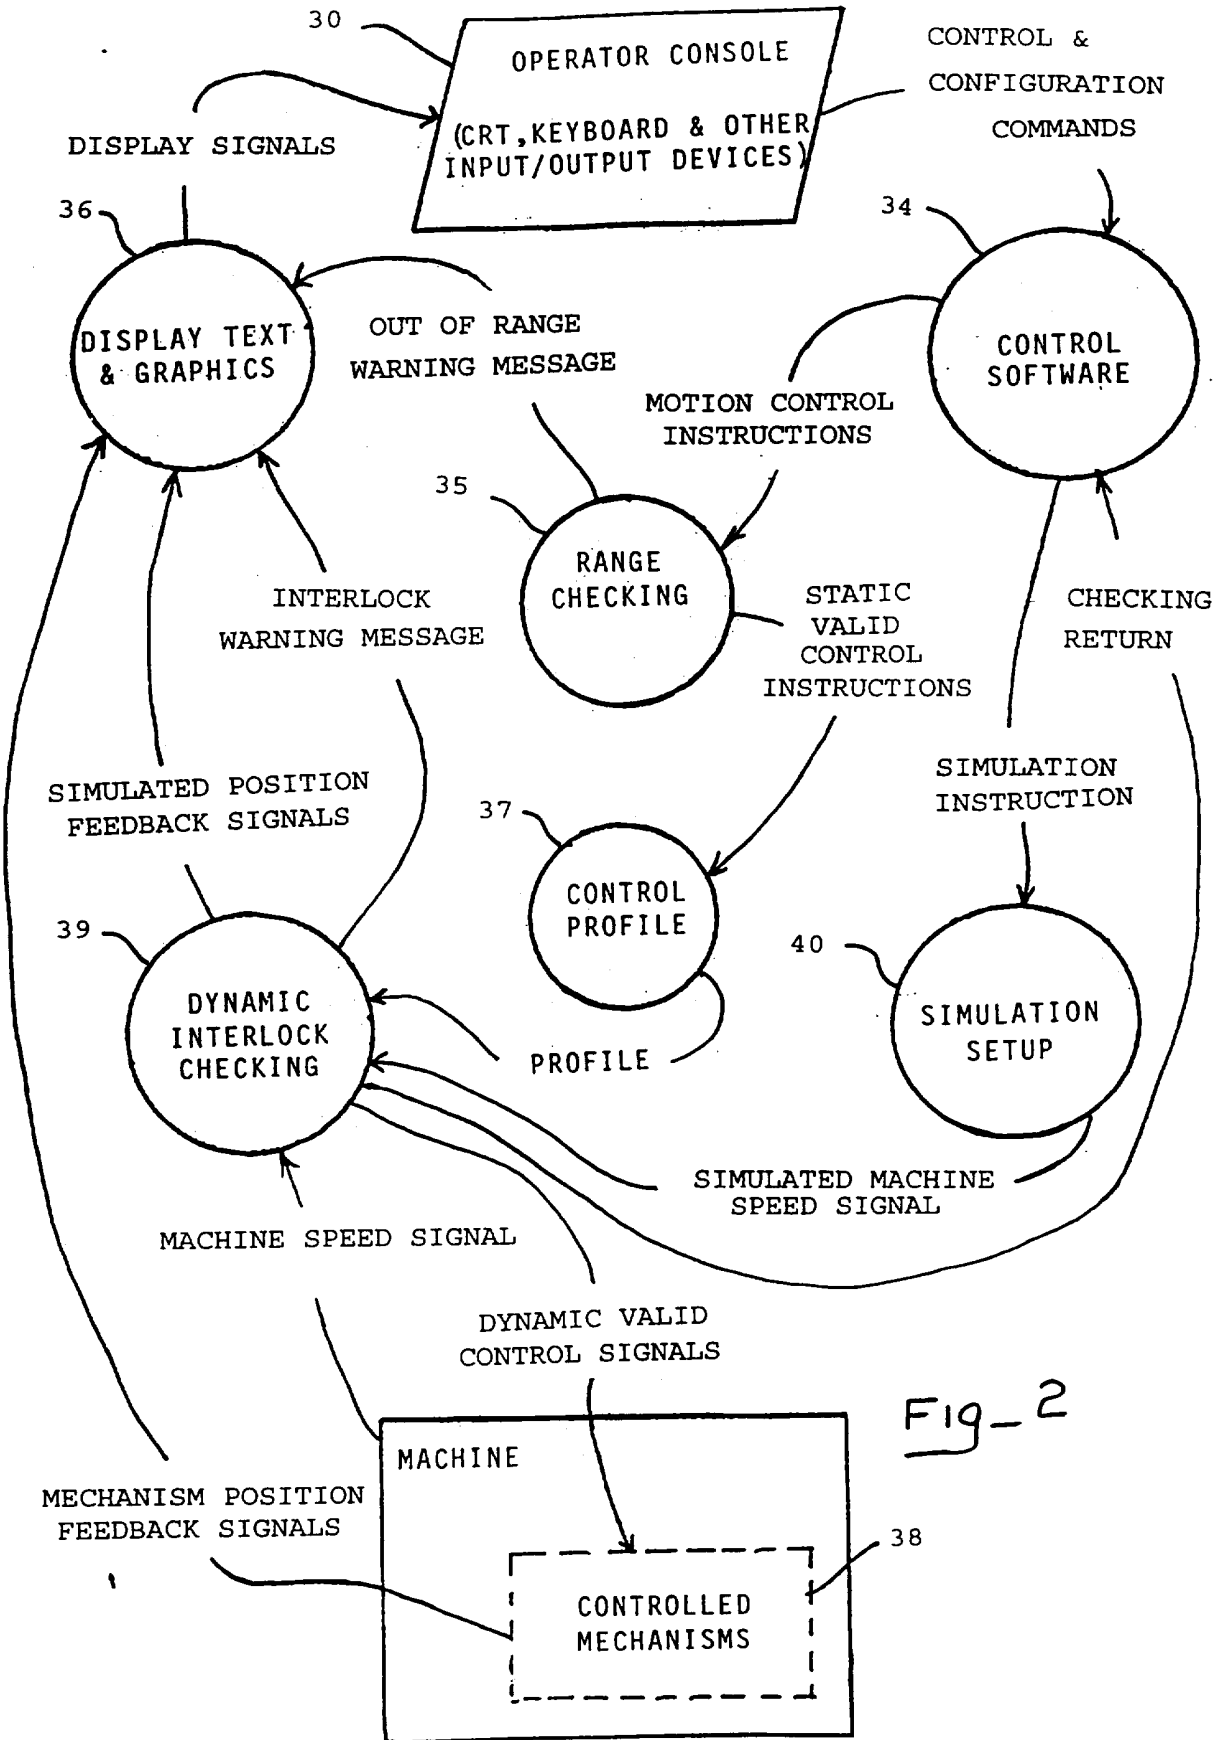 30
OPERATOR CONSOLE
(CRT,KEYBOARD & OTHER
INPUT/OUTPUT DEVICES)
CONTROL &
CONFIGURATION
COMMANDS
DISPLAY SIGNALS
36
DISPLAY TEXT
& GRAPHICS
34
CONTROL
SOFTWARE
OUT OF RANGE
WARNING MESSAGE
MOTION CONTROL
INSTRUCTIONS
35
RANGE
CHECKING
INTERLOCK
WARNING MESSAGE
STATIC
VALID
CONTROL
INSTRUCTIONS
CHECKING
RETURN
SIMULATED POSITION
FEEDBACK SIGNALS
SIMULATION
INSTRUCTION
37
CONTROL
PROFILE
39
DYNAMIC
INTERLOCK
CHECKING
40
SIMULATION
SETUP
PROFILE
SIMULATED MACHINE
SPEED SIGNAL
MACHINE SPEED SIGNAL
DYNAMIC VALID
CONTROL SIGNALS
Fig_2
MACHINE
MECHANISM POSITION
FEEDBACK SIGNALS
38
CONTROLLED
MECHANISMS